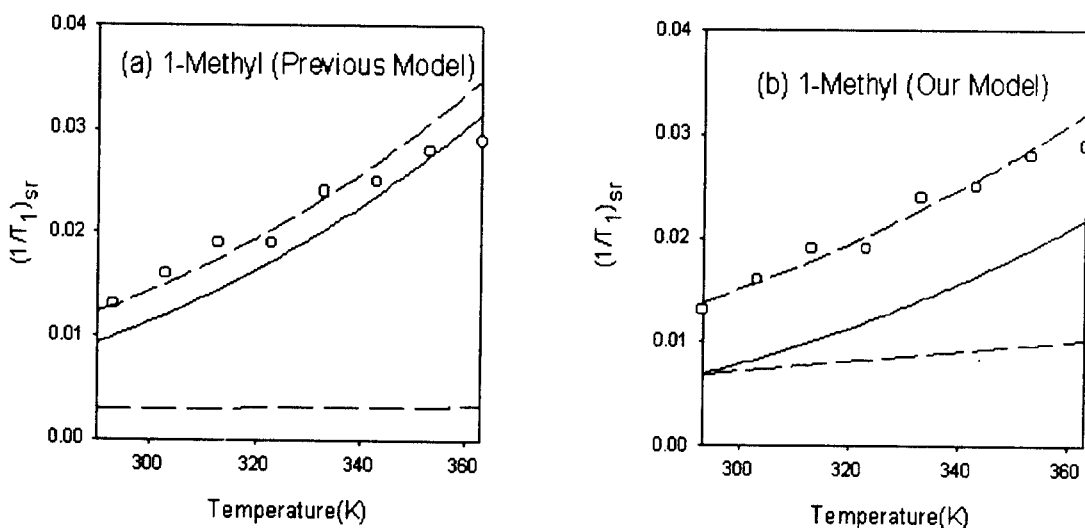 0.04
(a) 1-Methyl (Previous Model)
0.03
0.02
0.01
0.00
(1/T1)sr
300 320 340 360
Temperature(K)
0.04
(b) 1-Methyl (Our Model)
0.03
0.02
0.01
0.00
(1/T1)sr
300 320 340 360
Temperature(K)